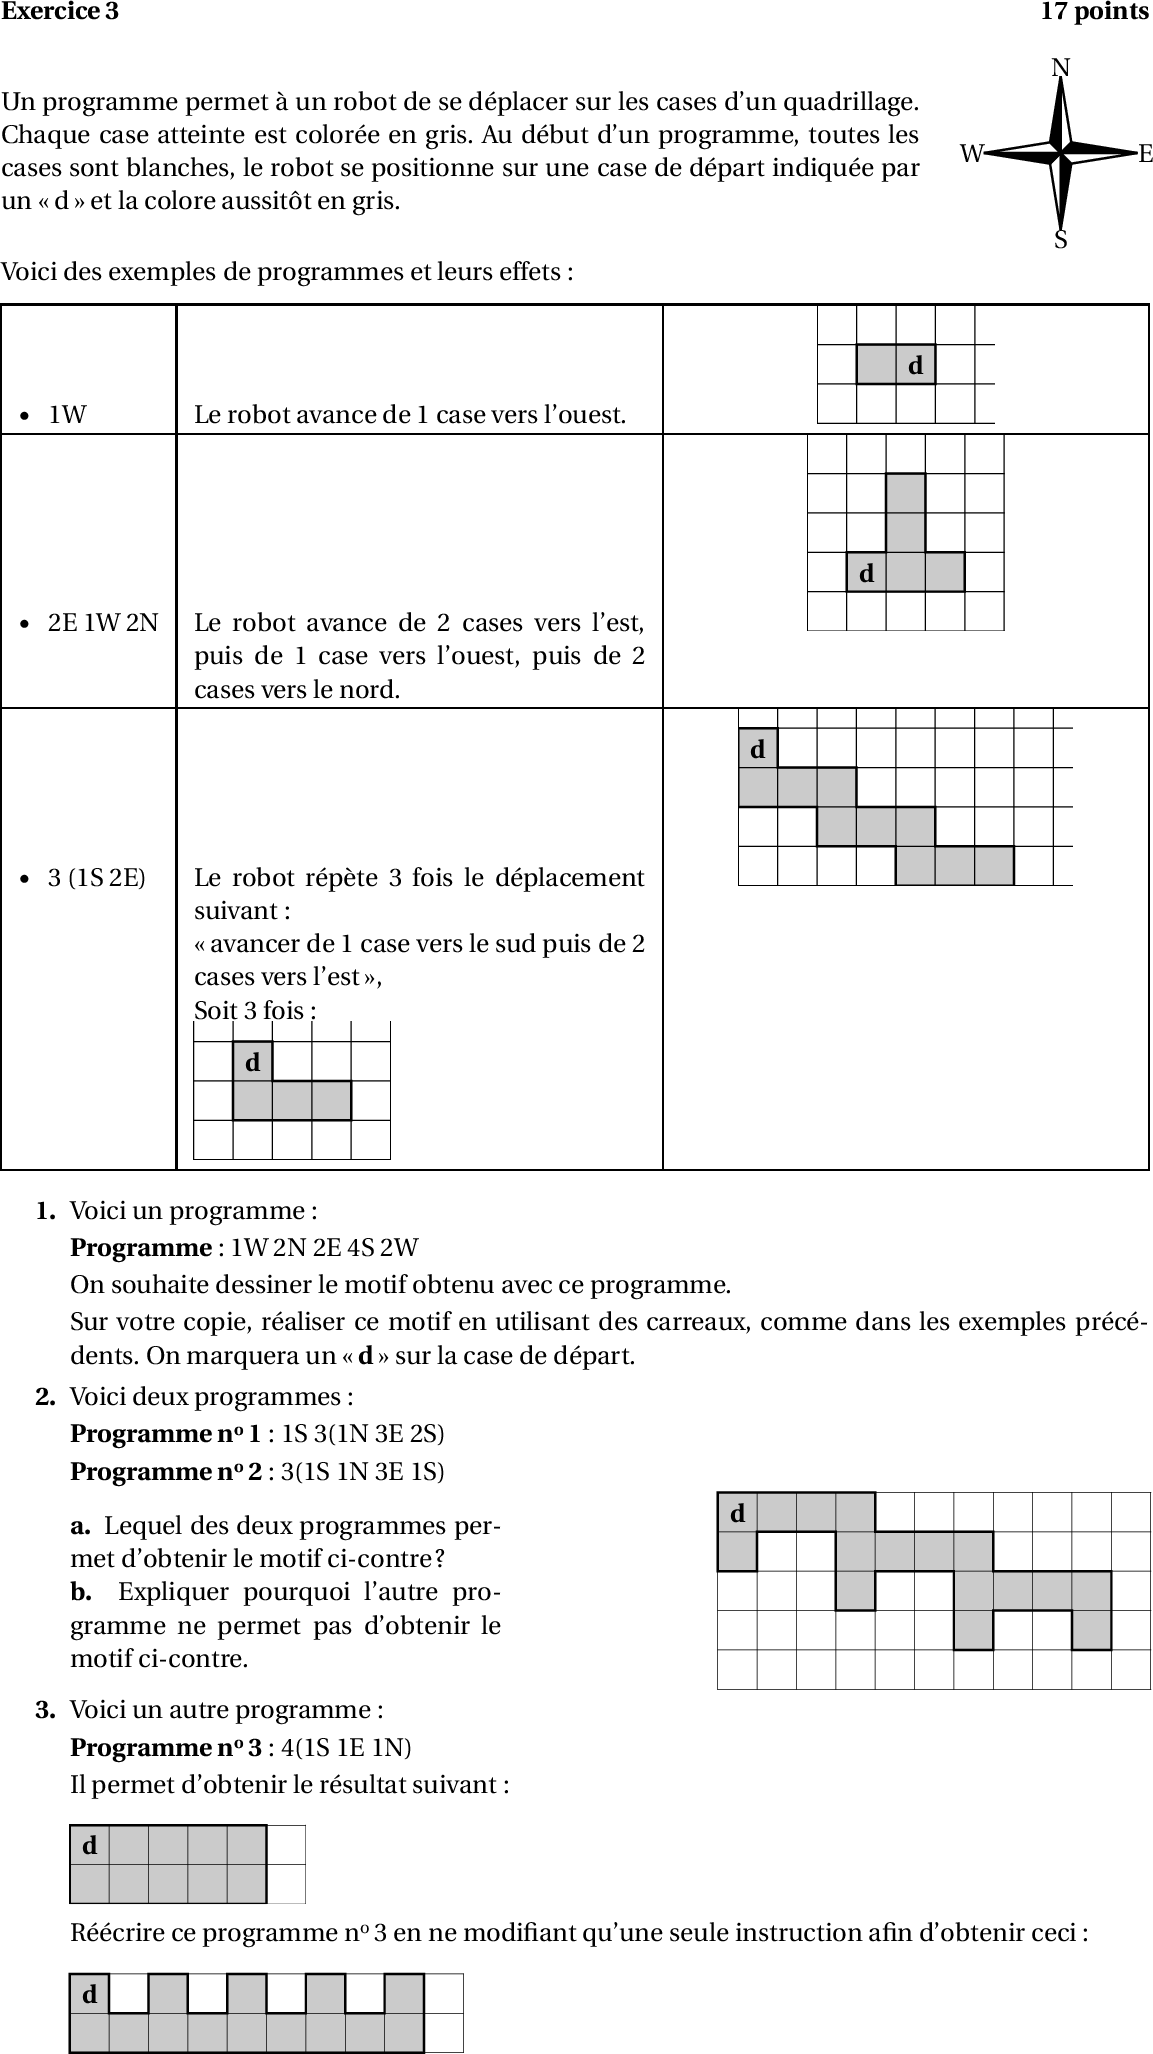 Exercice 3 17 points
N
Un programme permet à un robot de se déplacer sur les cases d'un quadrillage.
Chaque case atteinte est colorée en gris. Au début d'un programme, toutes les
W E
cases sont blanches, le robot se positionne sur une case de départ indiquée par
un « d » et la colore aussitôt en gris.
S
Voici des exemples de programmes et leurs effets :
d
• 1W Le robot avance de 1 case vers l'ouest.
d
• 2E 1W 2N Le robot avance de 2 cases vers l'est,
puis de 1 case vers l'ouest, puis de 2
cases vers le nord.
d
• 3 (1S 2E) Le robot répète 3 fois le déplacement
suivant :
« avancer de 1 case vers le sud puis de 2
cases vers l'est »,
Soit 3 fois :
d
1. Voici un programme :
Programme : 1W 2N 2E 4S 2W
On souhaite dessiner le motif obtenu avec ce programme.
Sur votre copie, réaliser ce motif en utilisant des carreaux, comme dans les exemples précé-
dents. On marquera un « d » sur la case de départ.
2. Voici deux programmes :
Programme nº 1 : 1S 3(1N 3E 2S)
Programme nº 2 : 3(1S 1N 3E 1S)
d
a. Lequel des deux programmes per-
met d'obtenir le motif ci-contre ?
b. Expliquer pourquoi l'autre pro-
gramme ne permet pas d'obtenir le
motif ci-contre.
3. Voici un autre programme :
Programme nº 3 : 4(1S 1E 1N)
Il permet d'obtenir le résultat suivant :
d
Réécrire ce programme nº 3 en ne modifiant qu'une seule instruction afin d'obtenir ceci :
d